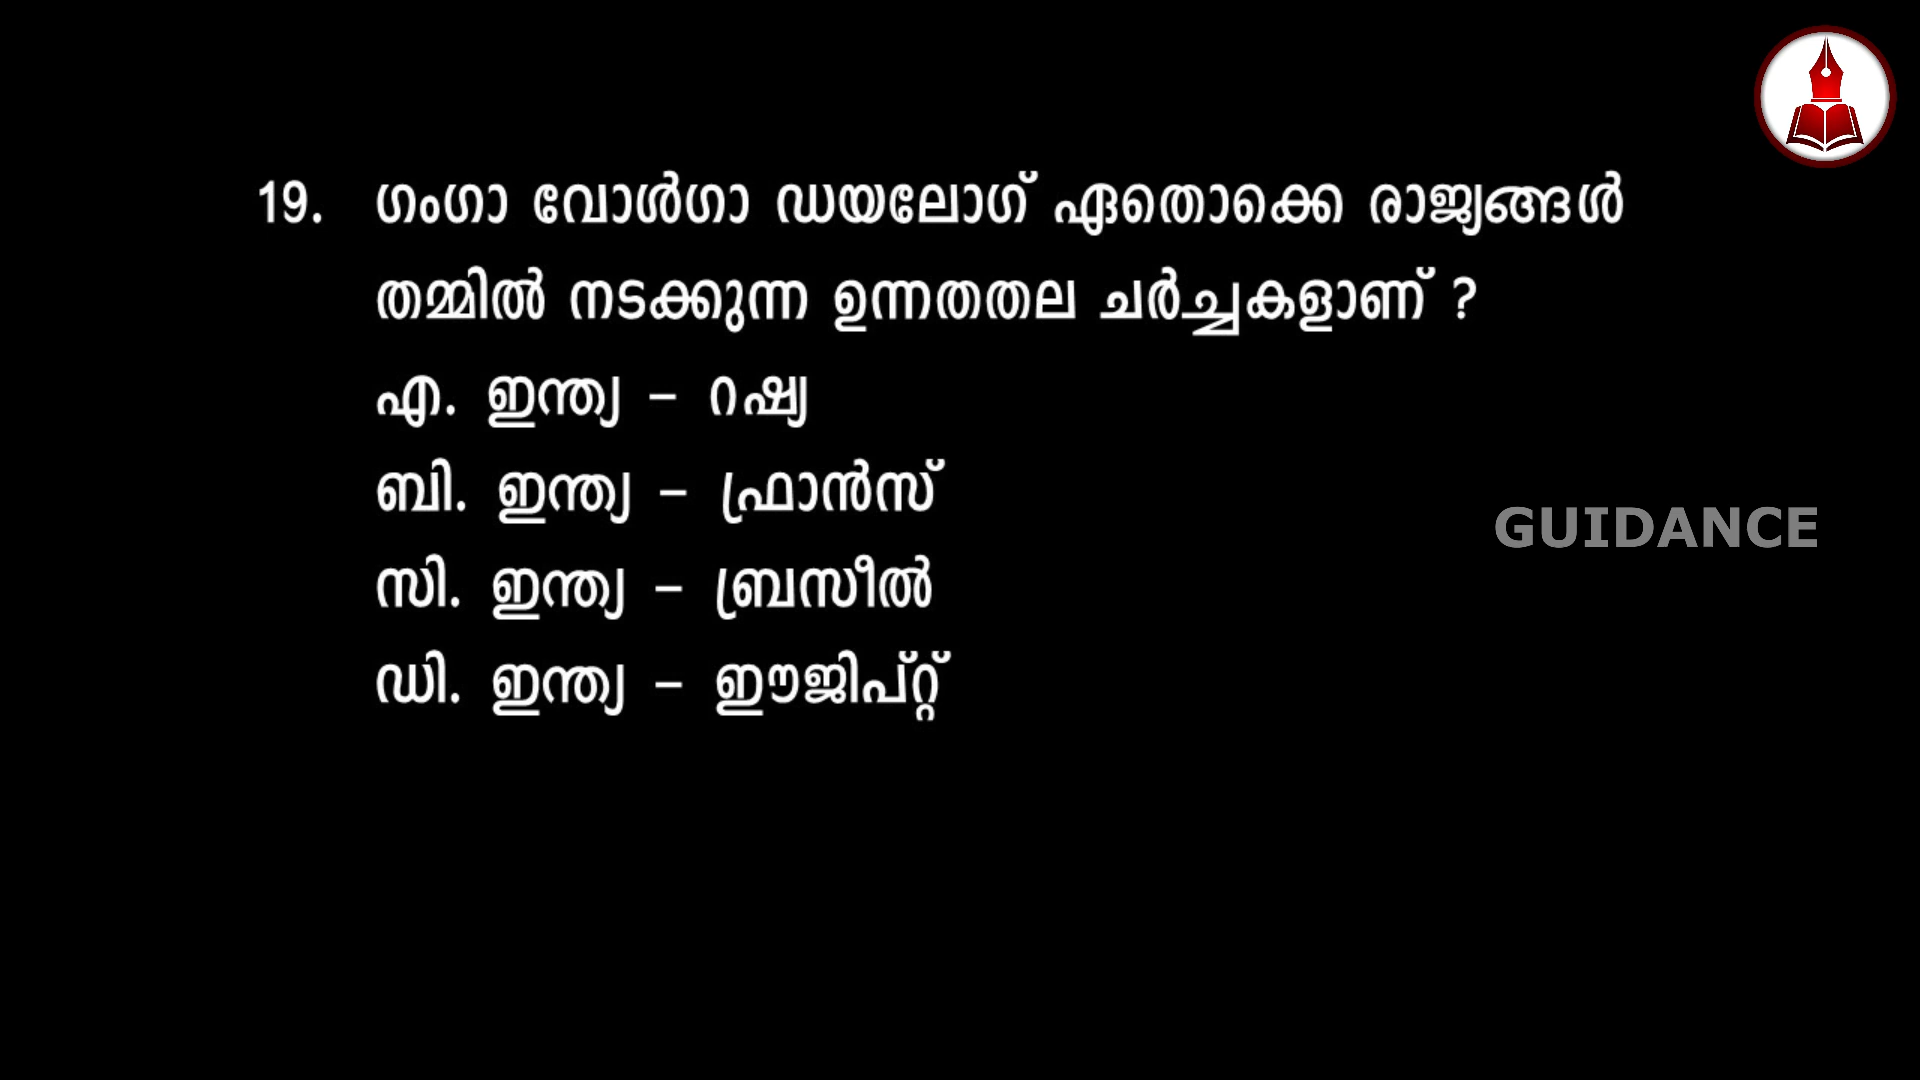 19. ഗംഗാ വോൾഗാ ഡയലോഗ് ഏതൊക്കെ രാജ്യങ്ങൾ
തമ്മിൽ നടക്കുന്ന ഉന്നതതല ചർച്ചകളാണ് ?
എ. ഇന്ത്യ – റഷ്യ
ബി. ഇന്ത്യ – ഫ്രാൻസ്
GUIDANCE
സി. ഇന്ത്യ – ബ്രസീൽ
ഡി. ഇന്ത്യ – ഈജിപ്റ്റ്